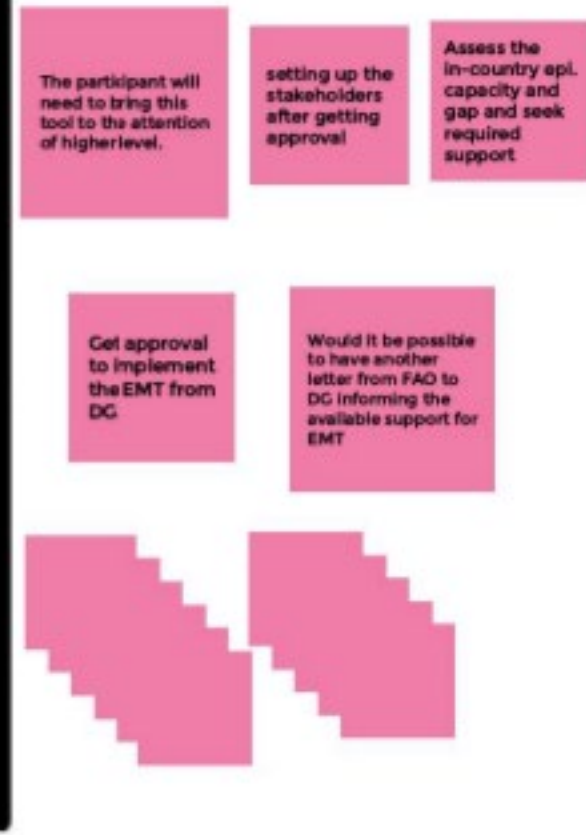 The participant will
need to bring this
tool to the attention
of higher level.
setting up the
stakeholders
after getting
approval
Assess the
in-country epi.
capacity and
gap and seek
required
support
Get approval
to implement
the EMT from
DG
Would it be possible
to have another
letter from FAO to
DG informing the
available support for
EMT